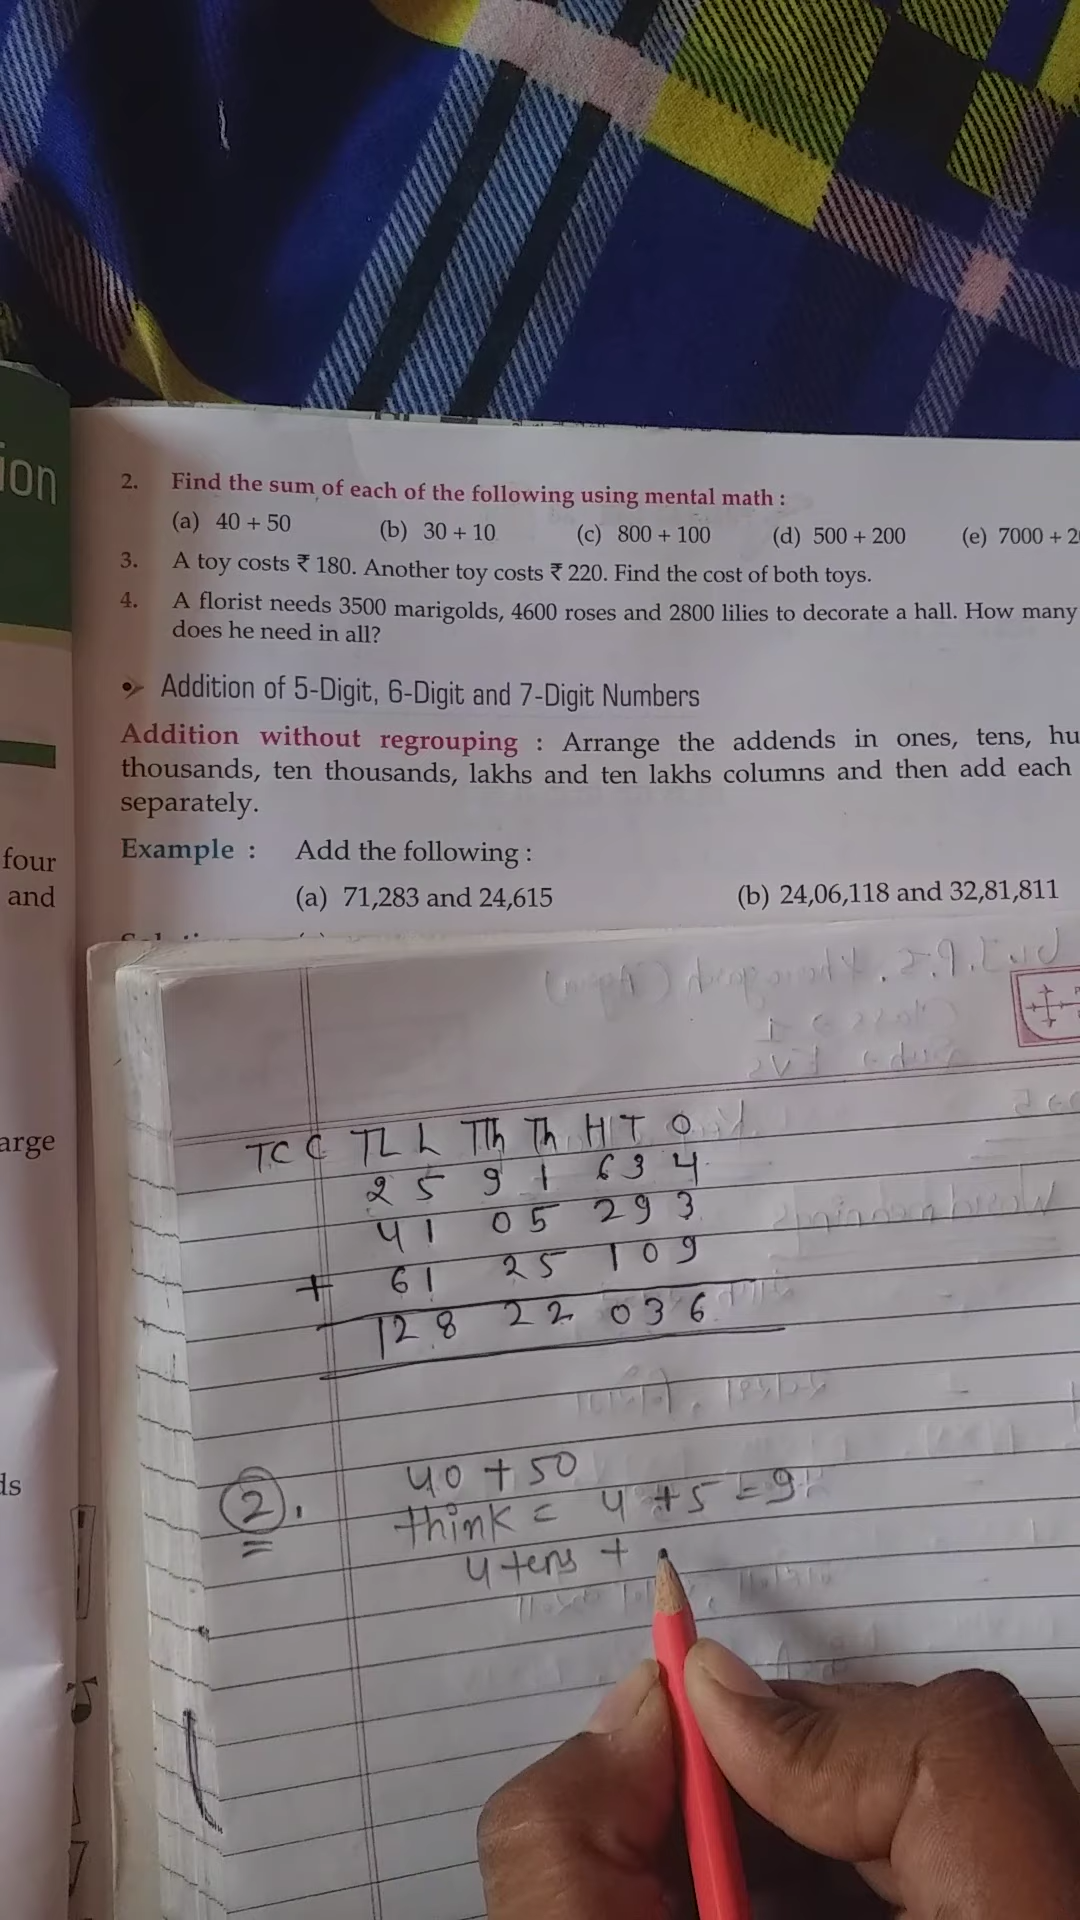 ion
2. Find the sum of each of the following using mental math :
(a) 40 + 50 (b) 30 + 10 (c) 800 + 100 (d) 500 + 200 (e) 7000 + 2
3. A toy costs ₹ 180. Another toy costs ₹ 220. Find the cost of both toys.
4. A florist needs 3500 marigolds, 4600 roses and 2800 lilies to decorate a hall. How many
does he need in all?
Addition of 5-Digit, 6-Digit and 7-Digit Numbers
Addition without regrouping : Arrange the addends in ones, tens, hu
thousands, ten thousands, lakhs and ten lakhs columns and then add each
separately.
Example : Add the following :
(a) 71,283 and 24,615 (b) 24,06,118 and 32,81,811
four
and
arge
ds
TC C TL L TTh Th H T O
2 5 9 1 6 3 4
4 1 0 5 2 9 3
+ 6 1 2 5 1 0 9
12 8 2 2 0 3 6
2. 40 + 50
think = 4 + 5 = 9
4 tens +